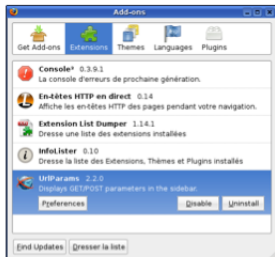 Add-ons
Get Add-ons Extensions Themes Languages Plugins
Console² 0.3.9.1
La console d'erreurs de prochaine génération.
En-têtes HTTP en direct 0.14
Affiche les en-têtes HTTP des pages pendant votre navigation.
Extension List Dumper 1.14.1
Dresse une liste des extensions installées
InfoLister 0.10
Dresse la liste des Extensions, Thèmes et Plugins installés
UrlParams 2.2.0
Displays GET/POST parameters in the sidebar.
Preferences Disable Uninstall
Find Updates Dresser la liste